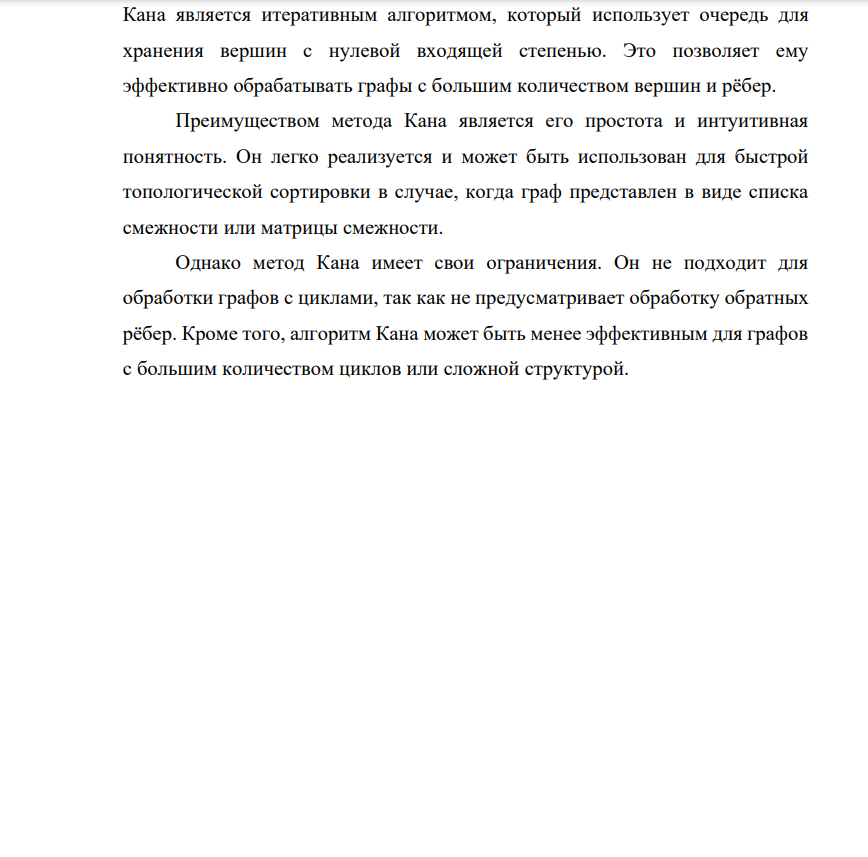 Кана является итеративным алгоритмом, который использует очередь для
хранения вершин с нулевой входящей степенью. Это позволяет ему
эффективно обрабатывать графы с большим количеством вершин и рёбер.
Преимуществом метода Кана является его простота и интуитивная
понятность. Он легко реализуется и может быть использован для быстрой
топологической сортировки в случае, когда граф представлен в виде списка
смежности или матрицы смежности.
Однако метод Кана имеет свои ограничения. Он не подходит для
обработки графов с циклами, так как не предусматривает обработку обратных
рёбер. Кроме того, алгоритм Кана может быть менее эффективным для графов
с большим количеством циклов или сложной структурой.